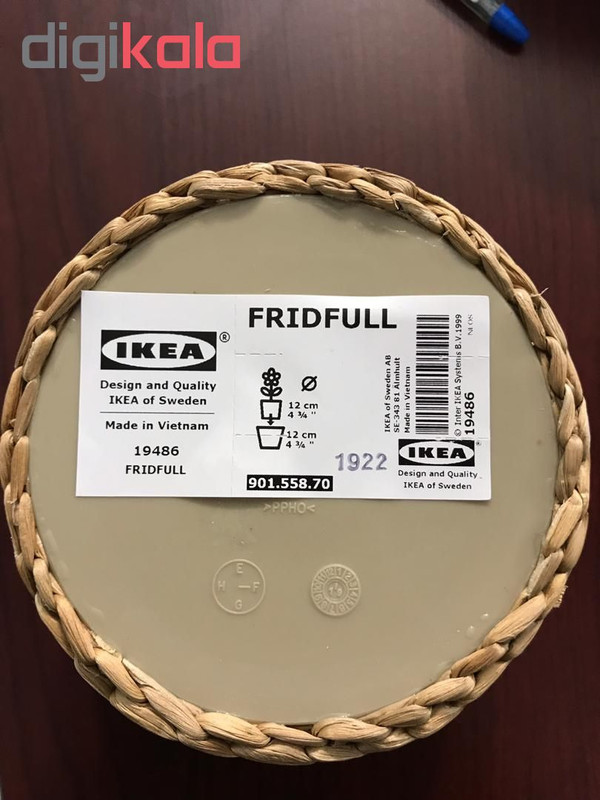 digikala
IKEA®
Design and Quality
IKEA of Sweden
Made in Vietnam
19486
FRIDFULL
FRIDFULL
12 cm
4 ¾ "
12 cm
4 ¾ "
1922
901.558.70
IKEA of Sweden AB
SE-343 81 Älmhult
Made in Vietnam
19486
© Inter IKEA Systems B.V.1999
IKEA
Design and Quality
IKEA of Sweden
>PPHO<
E
H F
G